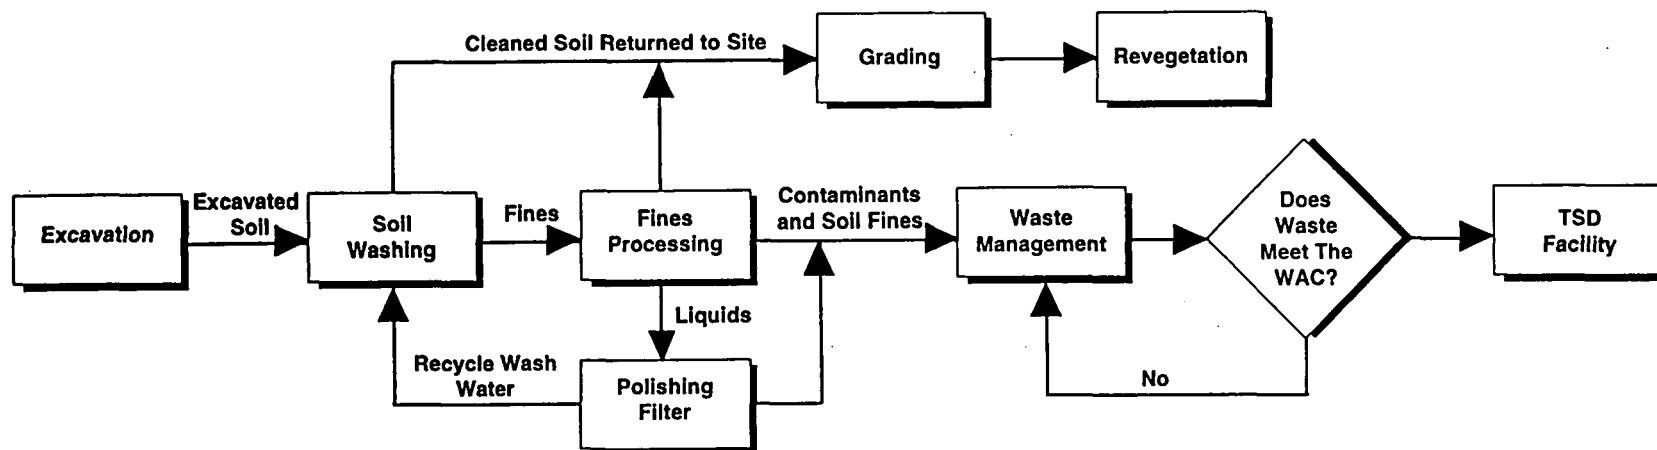 Cleaned Soil Returned to Site
Grading
Revegetation
Excavation
Excavated
Soil
Soil
Washing
Fines
Fines
Processing
Contaminants
and Soil Fines
Waste
Management
Does
Waste
Meet The
WAC?
TSD
Facility
Liquids
Recycle Wash
Water
Polishing
Filter
No